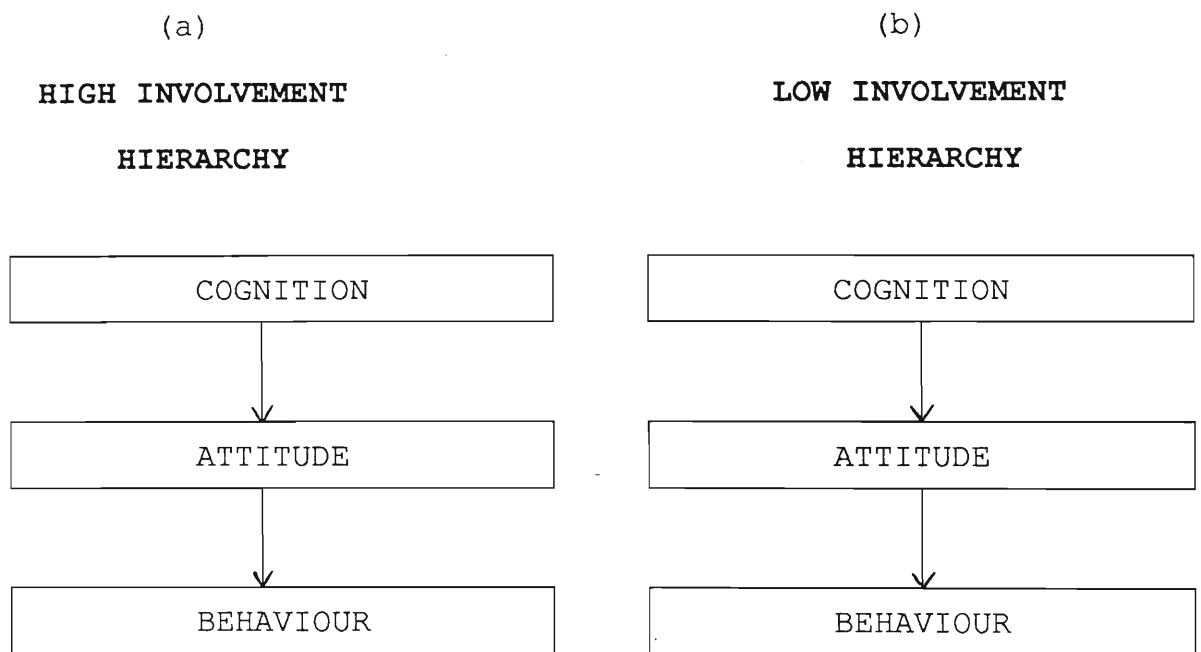 (a)
HIGH INVOLVEMENT
HIERARCHY
COGNITION
ATTITUDE
BEHAVIOUR
(b)
LOW INVOLVEMENT
HIERARCHY
COGNITION
ATTITUDE
BEHAVIOUR